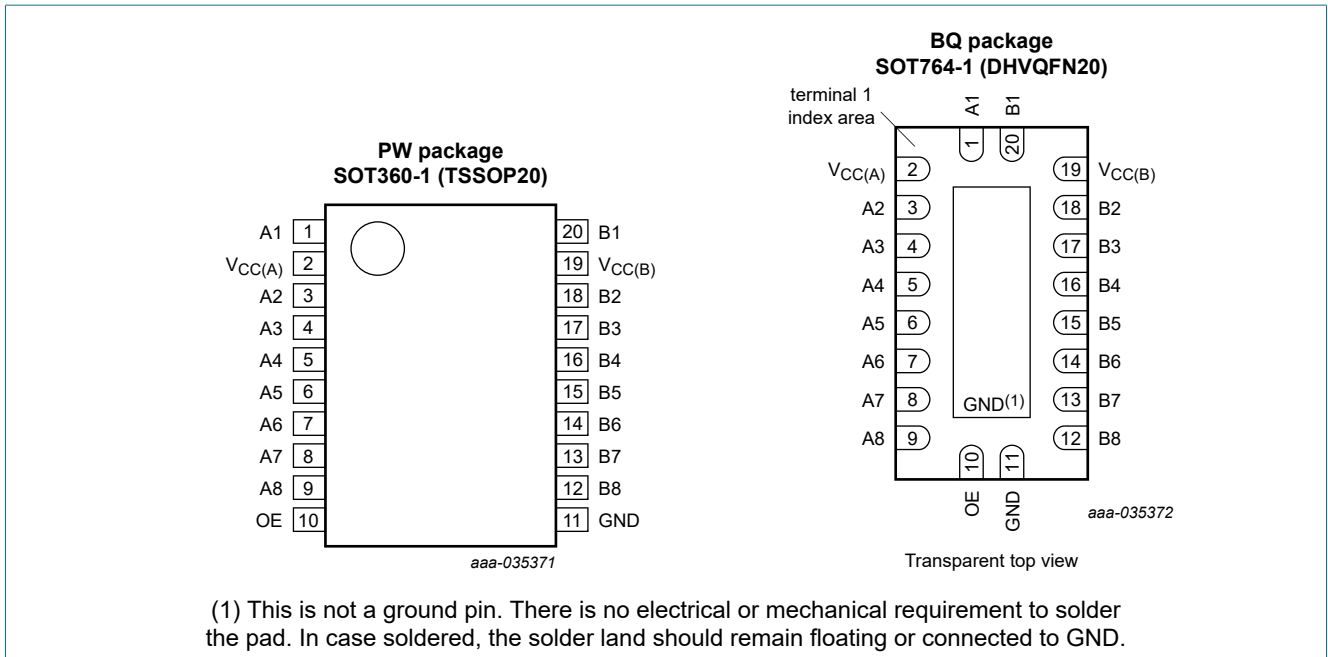 PW package
SOT360-1 (TSSOP20)
A1 1 20 B1
VCC(A) 2 19 VCC(B)
A2 3 18 B2
A3 4 17 B3
A4 5 16 B4
A5 6 15 B5
A6 7 14 B6
A7 8 13 B7
A8 9 12 B8
OE 10 11 GND
aaa-035371
BQ package
SOT764-1 (DHVQFN20)
terminal 1
index area
A1 B1
1 20
VCC(A) 2 19 VCC(B)
A2 3 18 B2
A3 4 17 B3
A4 5 16 B4
A5 6 15 B5
A6 7 14 B6
A7 8 GND(1) 13 B7
A8 9 12 B8
10 11
OE GND
aaa-035372
Transparent top view
(1) This is not a ground pin. There is no electrical or mechanical requirement to solder
the pad. In case soldered, the solder land should remain floating or connected to GND.